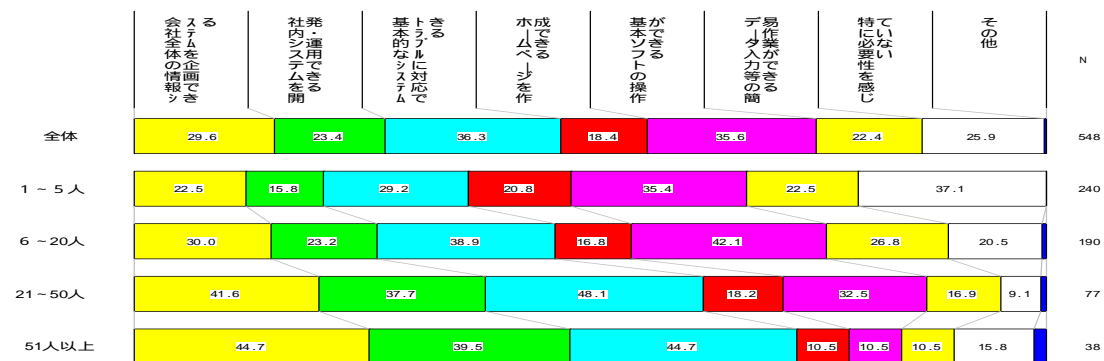 会社全体の情報シ
ステムを企画でき
る
社内システムを開
発・運用できる
基本的なシステム
トラブルに対応で
きる
ホームページを作
成できる
基本ソフトの操作
ができる
データ入力等の簡
易作業ができる
特に必要性を感じ
ていない
その他
N
全体 29.6 23.4 36.3 18.4 35.6 22.4 25.9 548
1～5人 22.5 15.8 29.2 20.8 35.4 22.5 37.1 240
6～20人 30.0 23.2 38.9 16.8 42.1 26.8 20.5 190
21～50人 41.6 37.7 48.1 18.2 32.5 16.9 9.1 77
51人以上 44.7 39.5 44.7 10.5 10.5 10.5 15.8 38